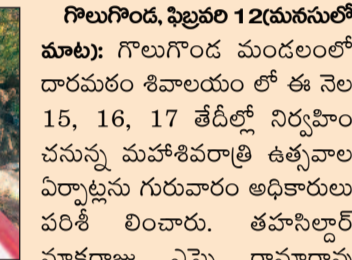 గొలుగొండ, ఫిబ్రవరి 12(మనసులో
మాట): గొలుగొండ మండలంలో
దారమఠం శివాలయం లో ఈ నెల
15, 16, 17 తేదీల్లో నిర్వహిం
చనున్న మహాశివరాత్రి ఉత్సవాల
ఏర్పాట్లను గురువారం అధికారులు
పరిశీ లించారు. తహసిల్దార్